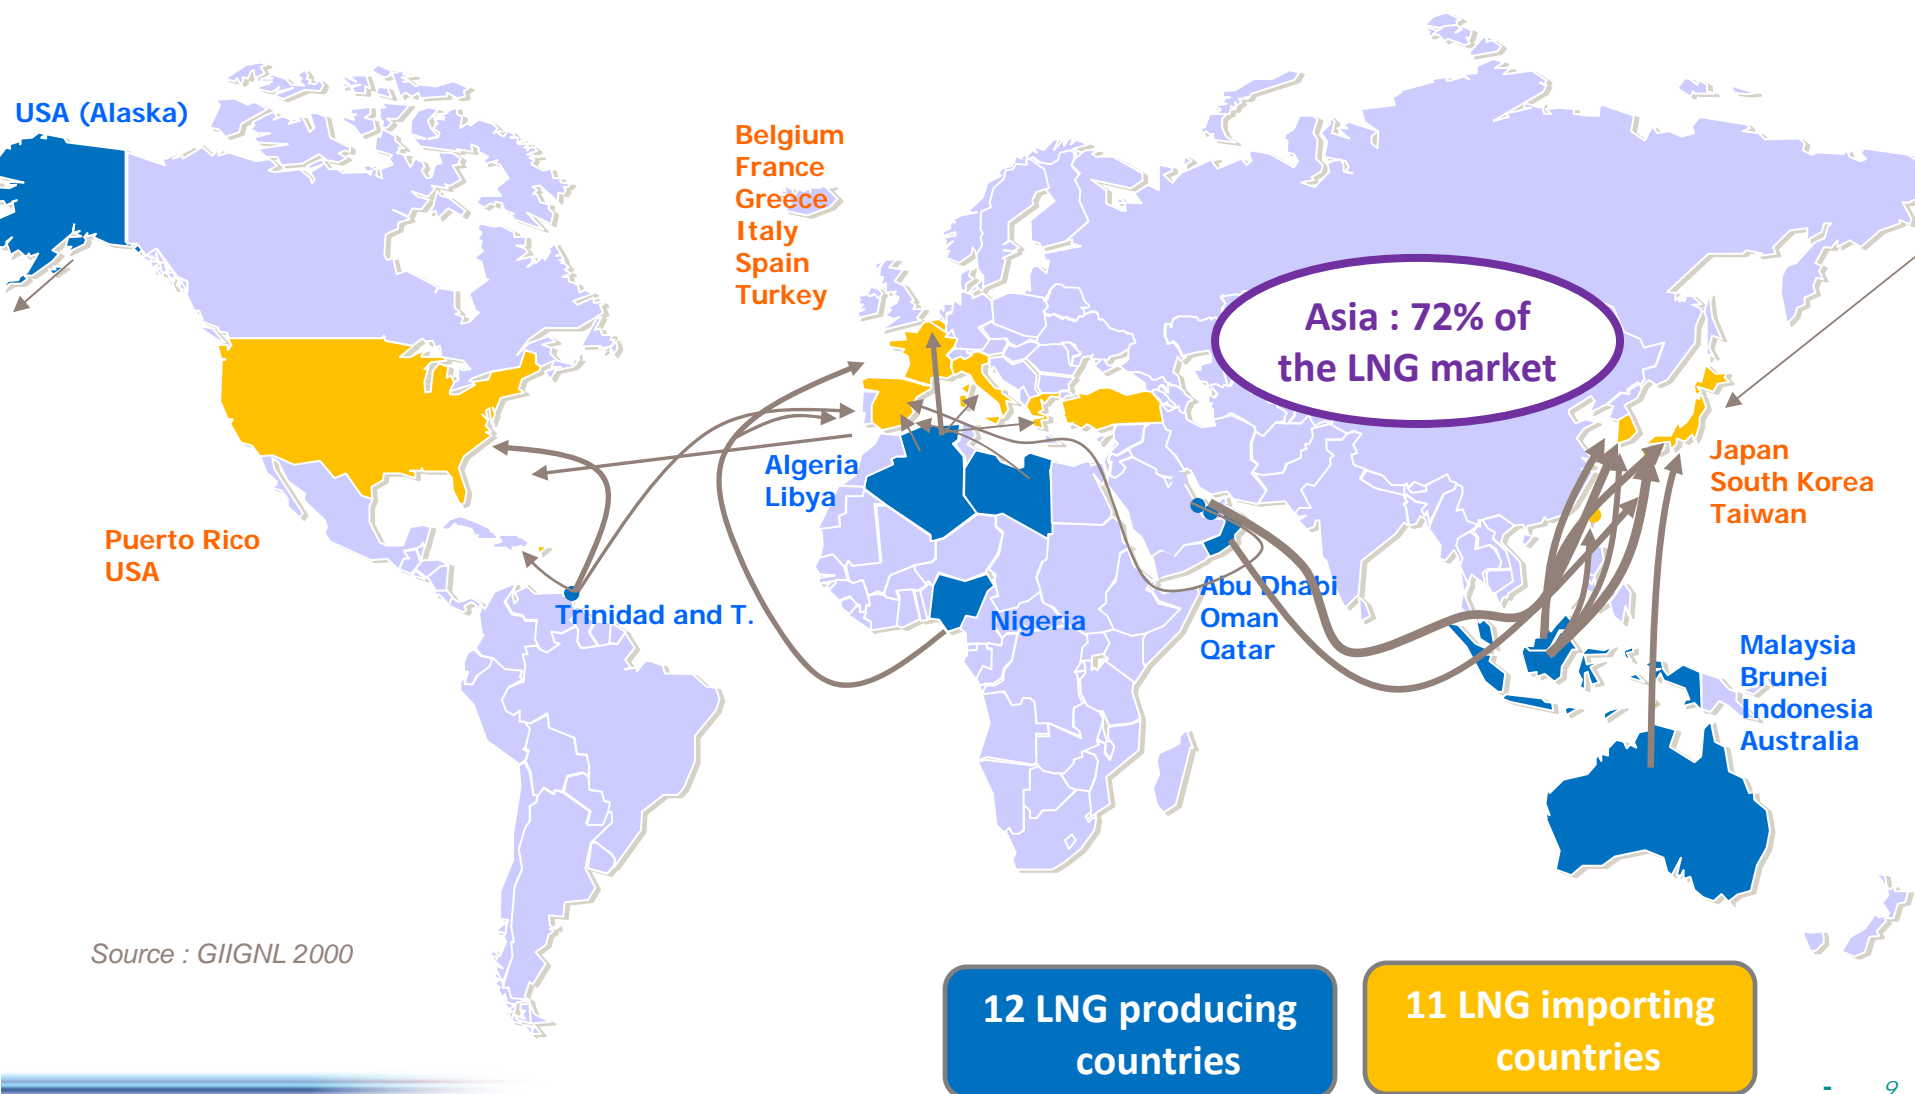 USA (Alaska)
Belgium
France
Greece
Italy
Spain
Turkey
Asia : 72% of
the LNG market
Algeria
Libya
Japan
South Korea
Taiwan
Puerto Rico
USA
Trinidad and T.
Nigeria
Abu Dhabi
Oman
Qatar
Malaysia
Brunei
Indonesia
Australia
Source : GIIGNL 2000
12 LNG producing
countries
11 LNG importing
countries
- 9